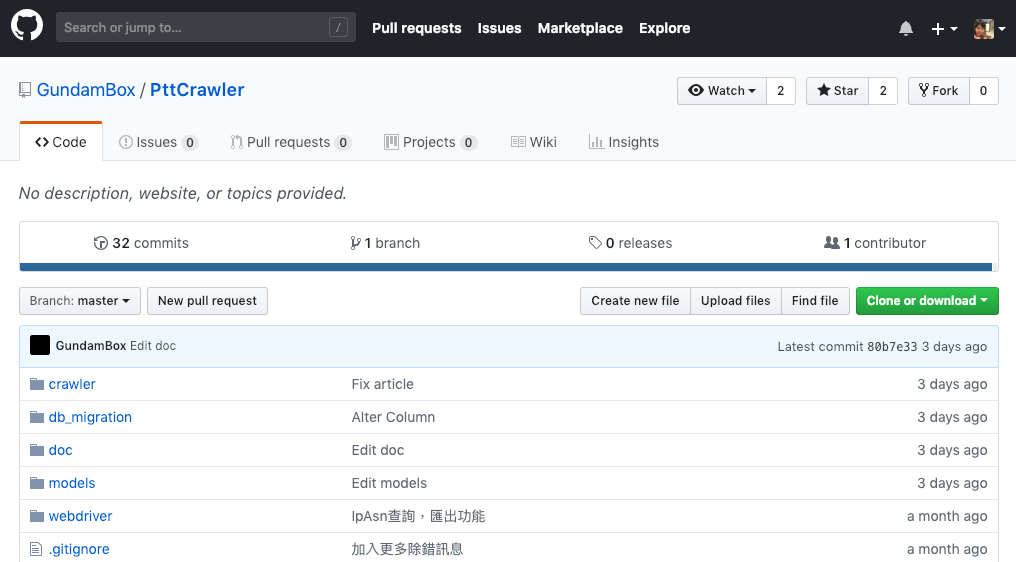 Search or jump to... /
Pull requests Issues Marketplace Explore
GundamBox / PttCrawler
Watch 2 Star 2 Fork 0
Code Issues 0 Pull requests 0 Projects 0 Wiki Insights
No description, website, or topics provided.
32 commits 1 branch 0 releases 1 contributor
Branch: master New pull request Create new file Upload files Find file Clone or download
GundamBox Edit doc Latest commit 80b7e33 3 days ago
crawler Fix article 3 days ago
db_migration Alter Column 3 days ago
doc Edit doc 3 days ago
models Edit models 3 days ago
webdriver IpAsn查詢，匯出功能 a month ago
.gitignore 加入更多除錯訊息 a month ago